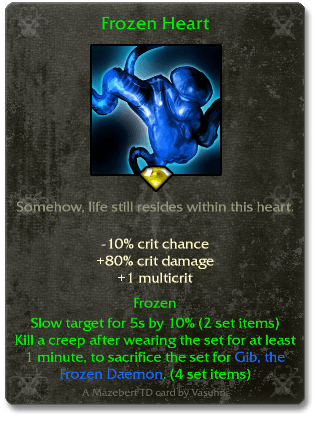 Frozen Heart
Somehow, life still resides within this heart.
-10% crit chance
+80% crit damage
+1 multicrit
Frozen
Slow target for 5s by 10% (2 set items)
Kill a creep after wearing the set for at least
1 minute, to sacrifice the set for Gib, the
Frozen Daemon. (4 set items)
A Mazebert TD card by Vasuhn